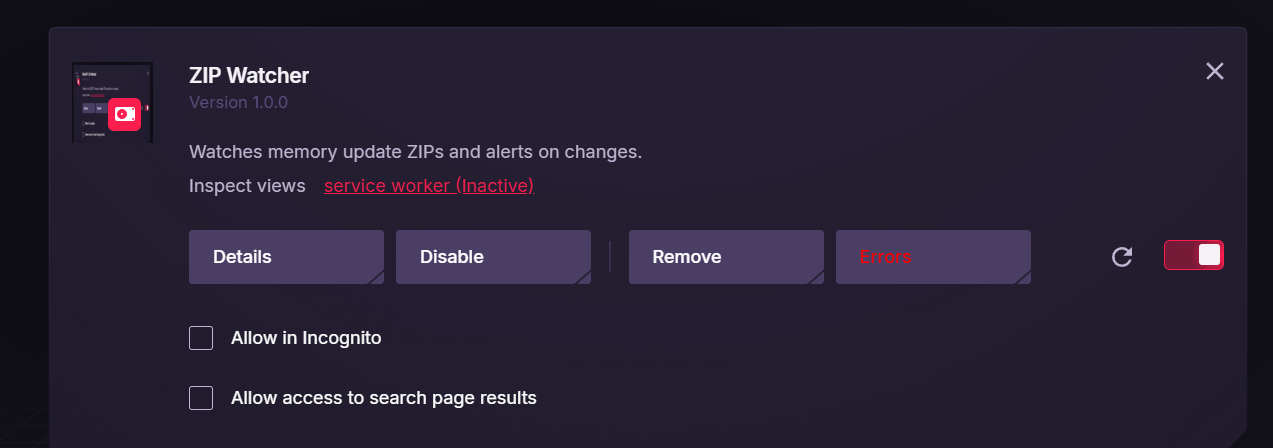 ZIP Watcher
Version 1.0.0
Watches memory update ZIPs and alerts on changes.
Inspect views service worker (Inactive)
Details Disable Remove Errors
Allow in Incognito
Allow access to search page results